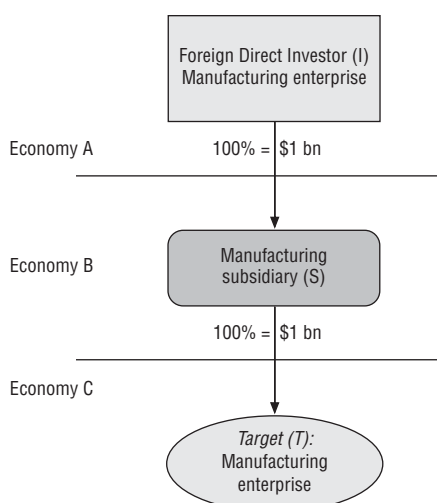 Foreign Direct Investor (I)
Manufacturing enterprise
Economy A
100% = $1 bn
Economy B
Manufacturing
subsidiary (S)
100% = $1 bn
Economy C
Target (T):
Manufacturing
enterprise